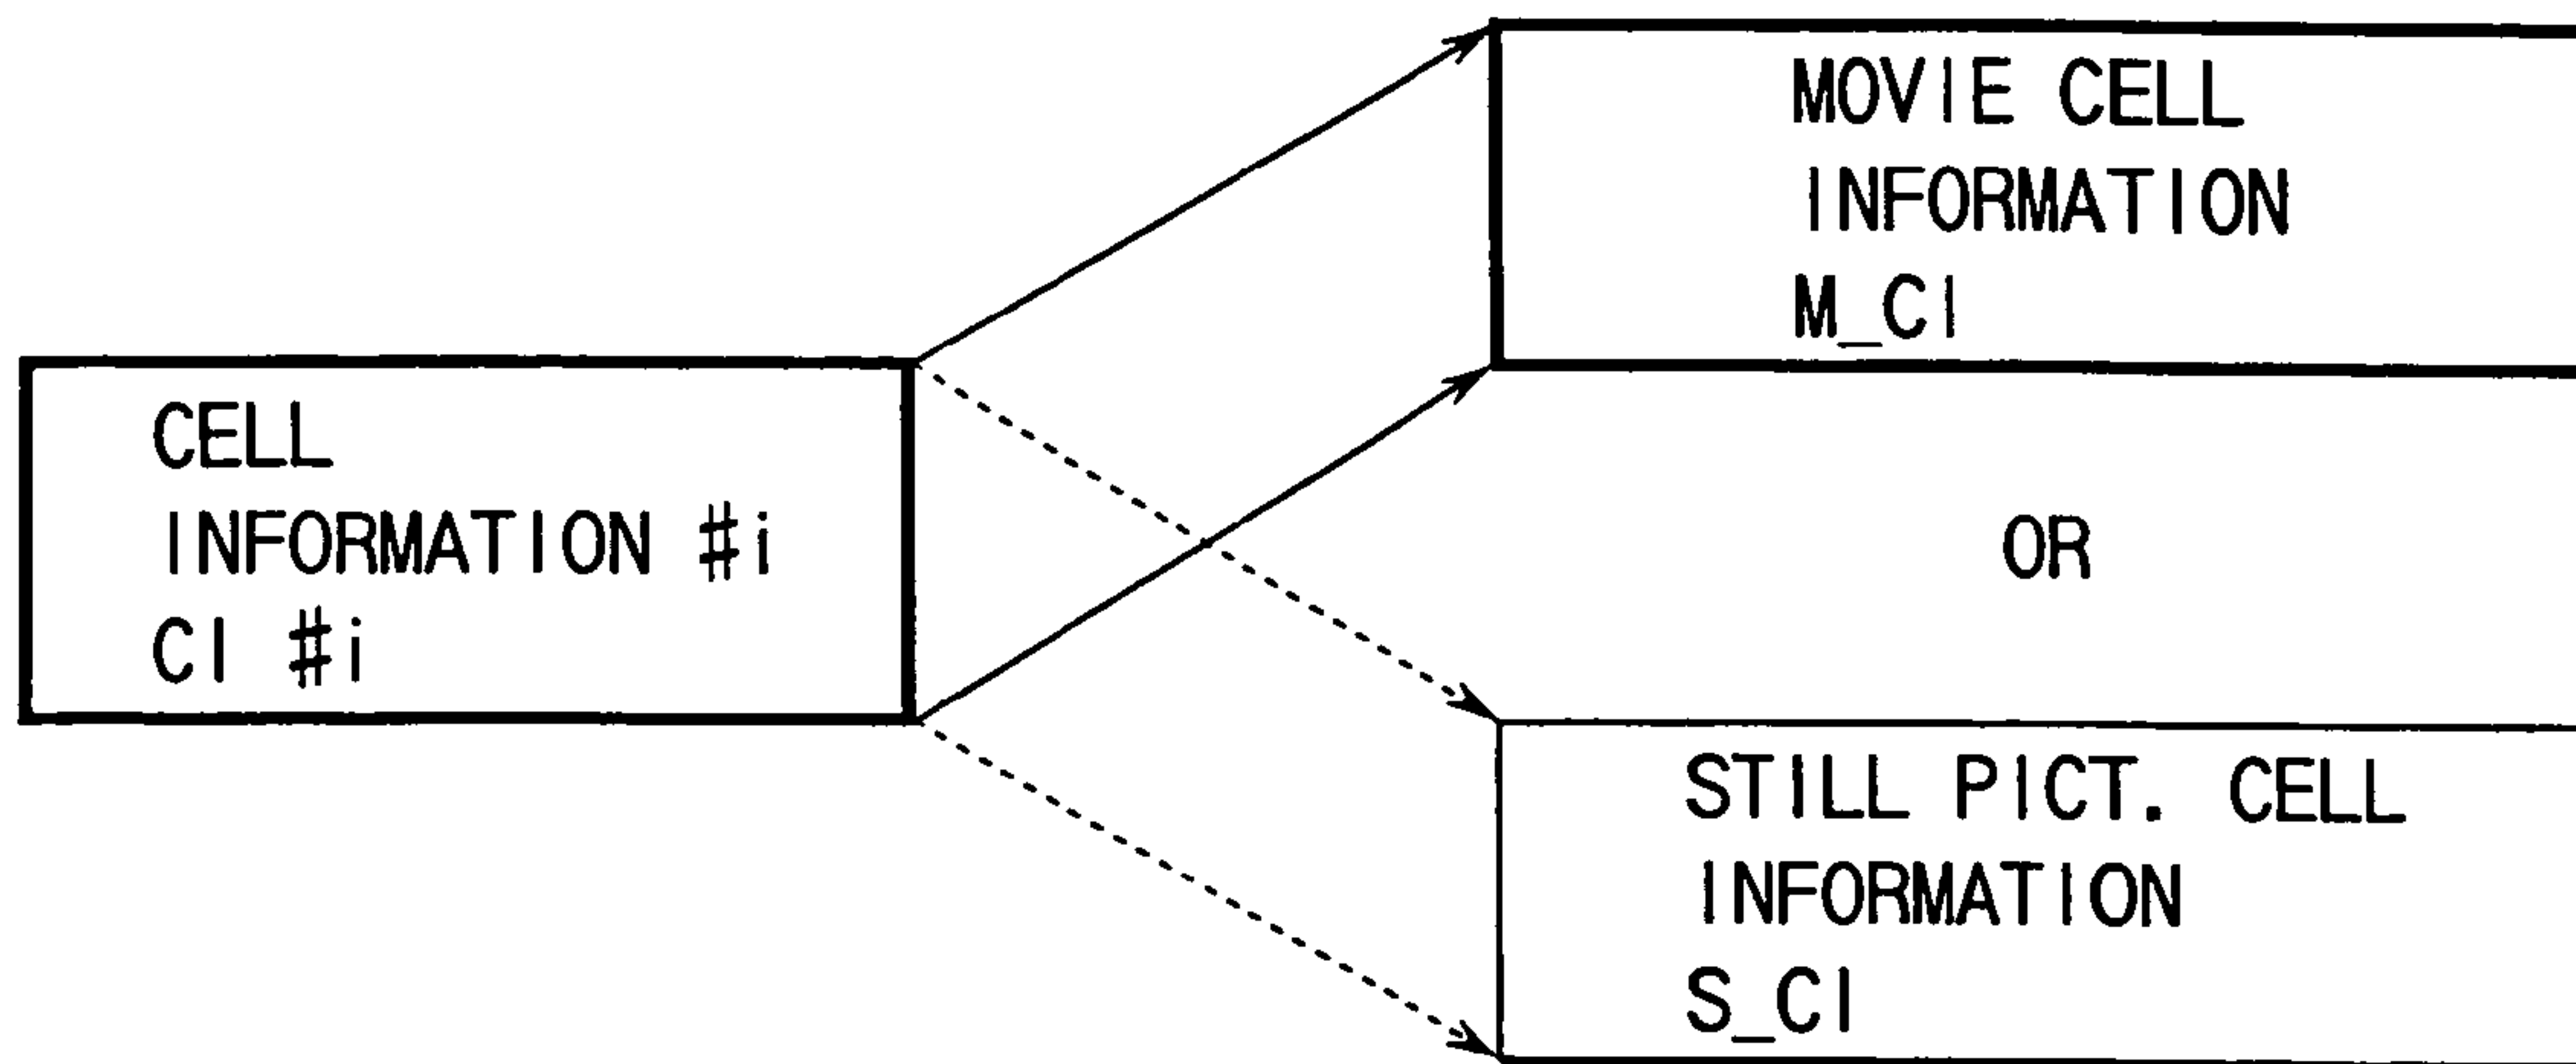 CELL
INFORMATION #i
CI #i
MOVIE CELL
INFORMATION
M_CI
OR
STILL PICT. CELL
INFORMATION
S_CI